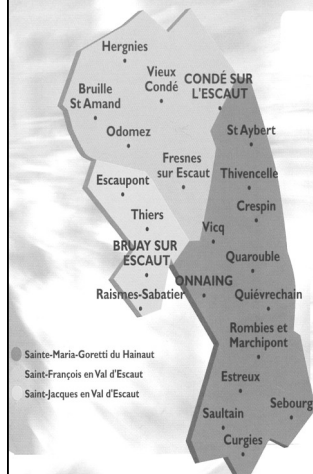 Hergnies
Vieux
Condé
CONDÉ SUR
L'ESCAUT
Bruille
St Amand
Odomez
St Aybert
Fresnes
sur Escaut
Thivencelle
Escaupont
Crespin
Thiers
Vicq
BRUAY SUR
ESCAUT
Quarouble
Raismes-Sabatier
ONNAING
Quiévrechain
Rombies et
Marchipont
Sainte-Maria-Goretti du Hainaut
Saint-François en Val d'Escaut
Estreux
Saint-Jacques en Val d'Escaut
Sebourg
Saultain
Curgies